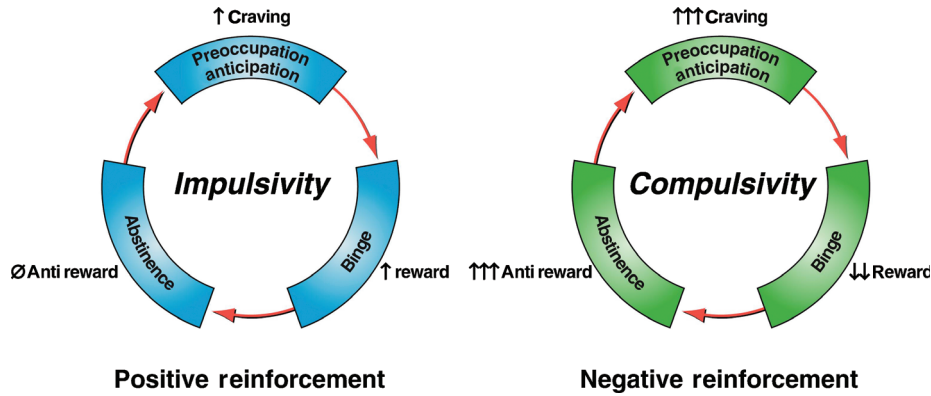 ↑ Craving
Preoccupation
anticipation
Impulsivity
Abstinence
Binge
Ø Anti reward
↑ reward
Positive reinforcement
↑↑↑ Craving
Preoccupation
anticipation
Compulsivity
Abstinence
Binge
↑↑↑ Anti reward
↓↓ Reward
Negative reinforcement